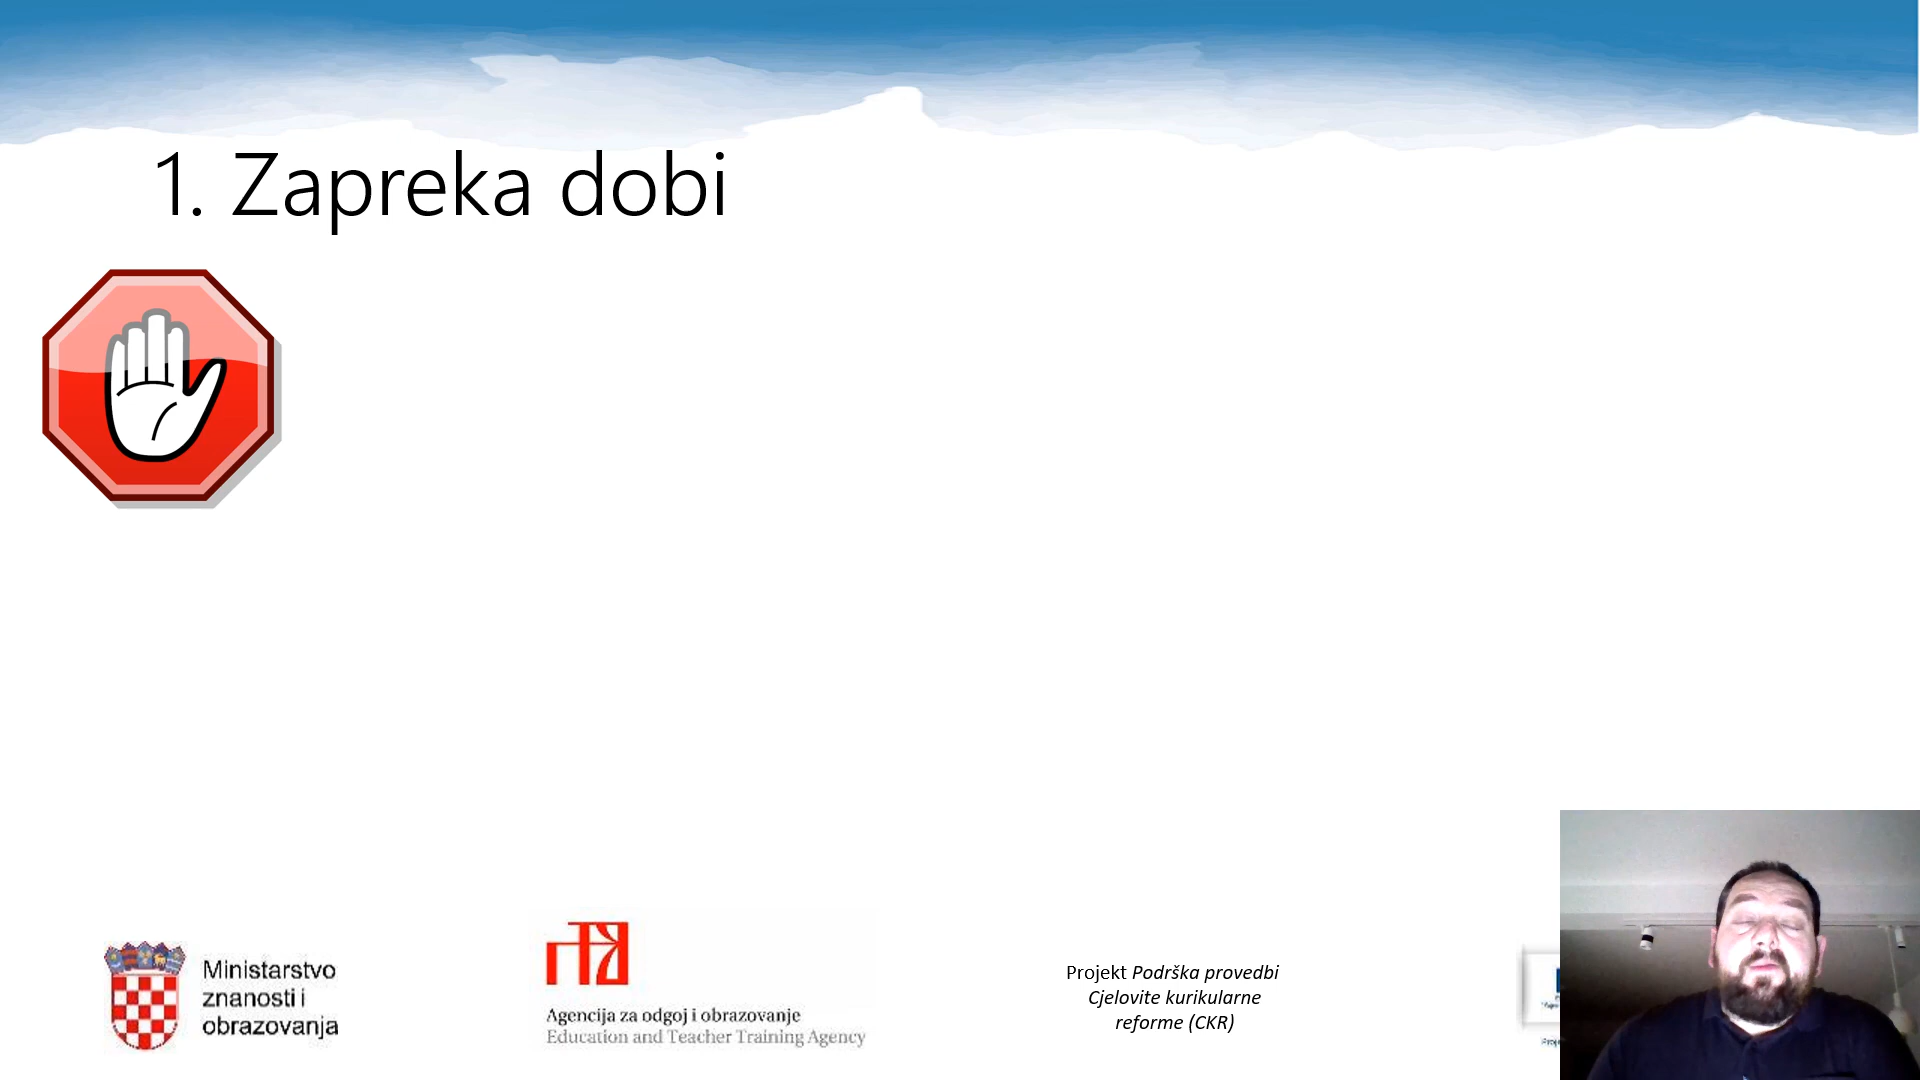 1. Zapreka dobi
Ministarstvo
znanosti i
obrazovanja
Agencija za odgoj i obrazovanje
Education and Teacher Training Agency
Projekt Podrška provedbi
Cjelovite kurikularne
reforme (CKR)